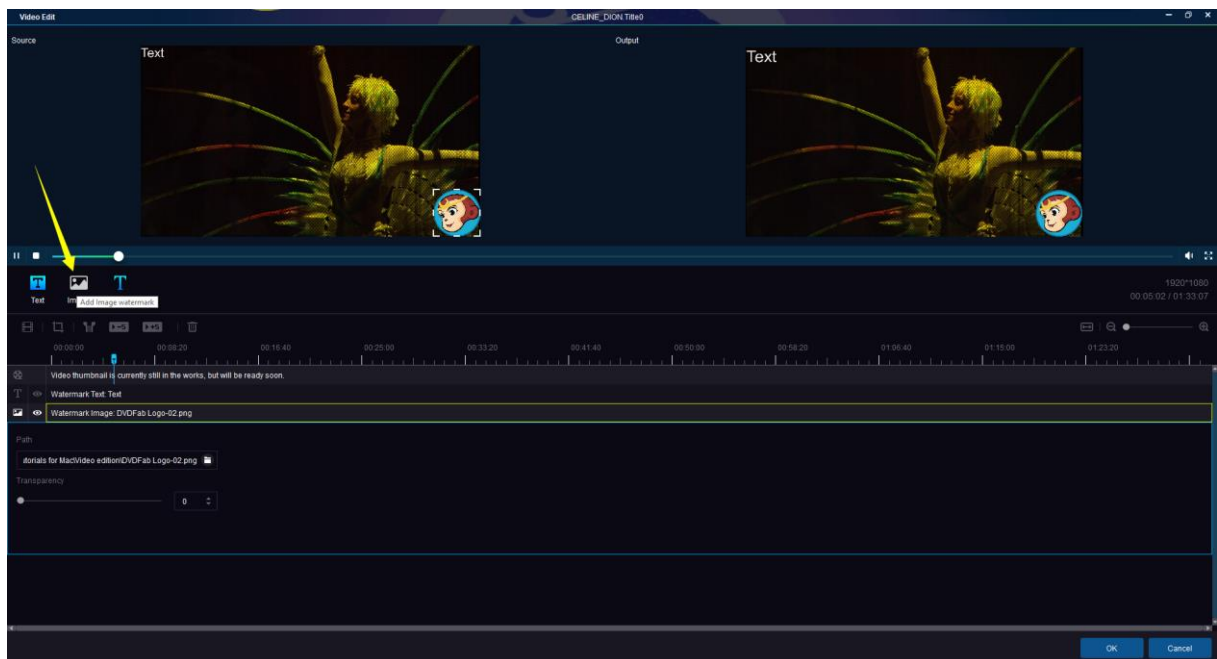 Video Edit CELINE_DION.Title0
Source Output
Text Text
1920*1080
Text Add Image watermark
00:05:02 / 01:33:07
00:00:00 00:08:20 00:16:40 00:25:00 00:33:20 00:41:40 00:50:00 00:58:20 01:06:40 01:15:00 01:23:20
Video thumbnail is currently still in the works, but will be ready soon.
T Watermark Text: Text
Watermark Image: DVDFab Logo-02.png
Path
itorials for Mac\Video edition\DVDFab Logo-02.png
Transparency
0
OK Cancel